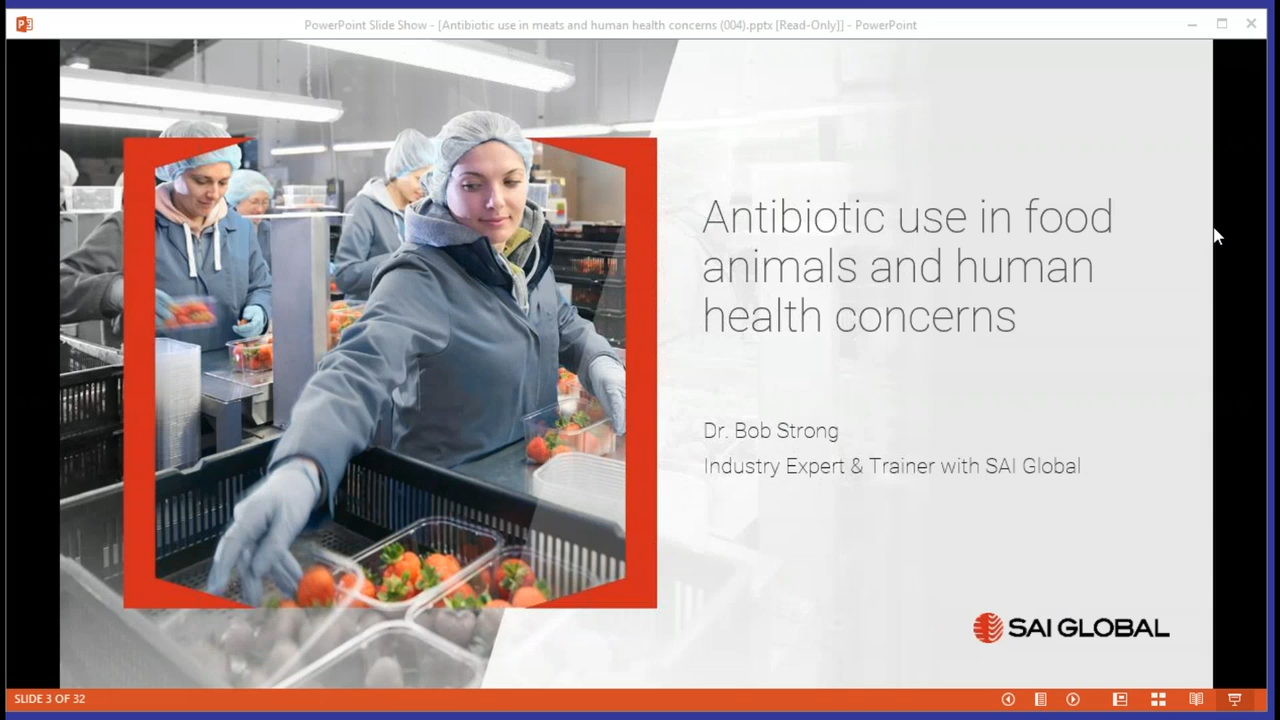 PowerPoint Slide Show - [Antibiotic use in meats and human health concerns (004).pptx [Read-Only]] - PowerPoint
Antibiotic use in food
animals and human
health concerns
Dr. Bob Strong
Industry Expert & Trainer with SAI Global
SAI GLOBAL
SLIDE 3 OF 32